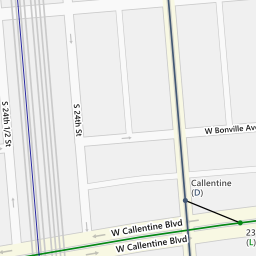 S 24th 1/2 St
S 24th St
W Bonville Ave
Callentine
(D)
W Callentine Blvd
W Callentine Blvd
23
(L)